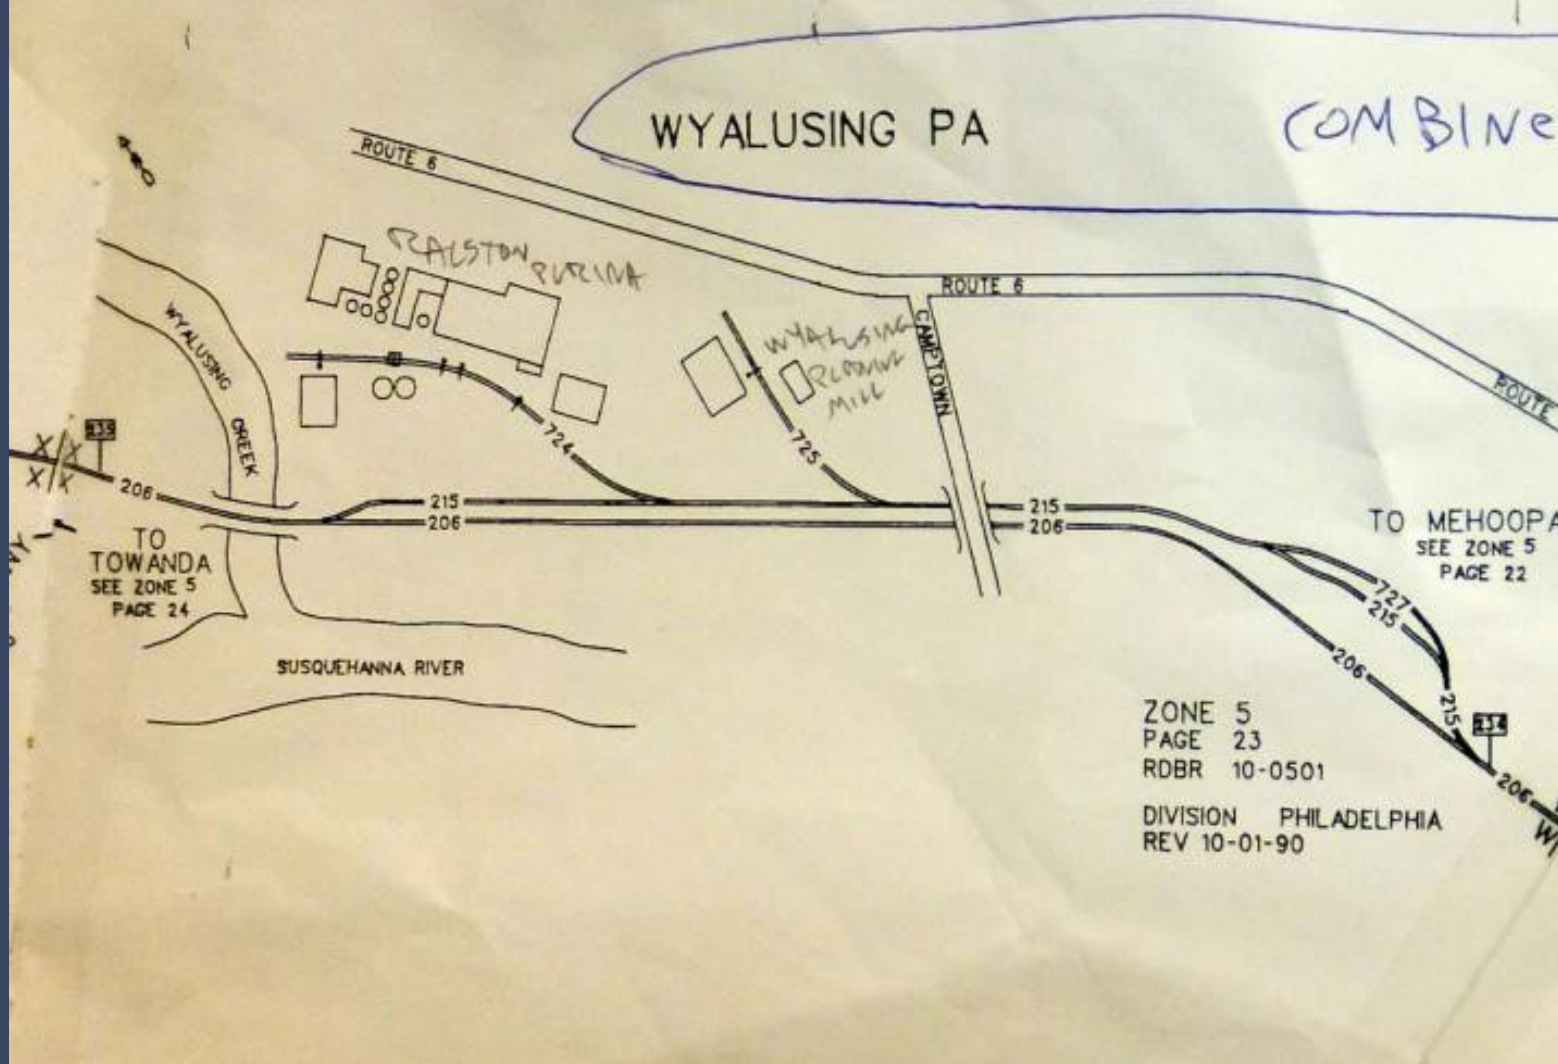 WYALUSING PA
COMBINE
ROUTE 6
RALSTON
PURINA
ROUTE 6
WYALUSING
MILL
CAMPTOWN
ROUTE
WYALUSING
CREEK
724
725
206
215
206
215
206
TO
TOWANDA
SEE ZONE 5
PAGE 24
TO MEHOOPA
SEE ZONE 5
PAGE 22
727
215
206
215
SUSQUEHANNA RIVER
206
ZONE 5
PAGE 23
RDBR 10-0501
DIVISION PHILADELPHIA
REV 10-01-90